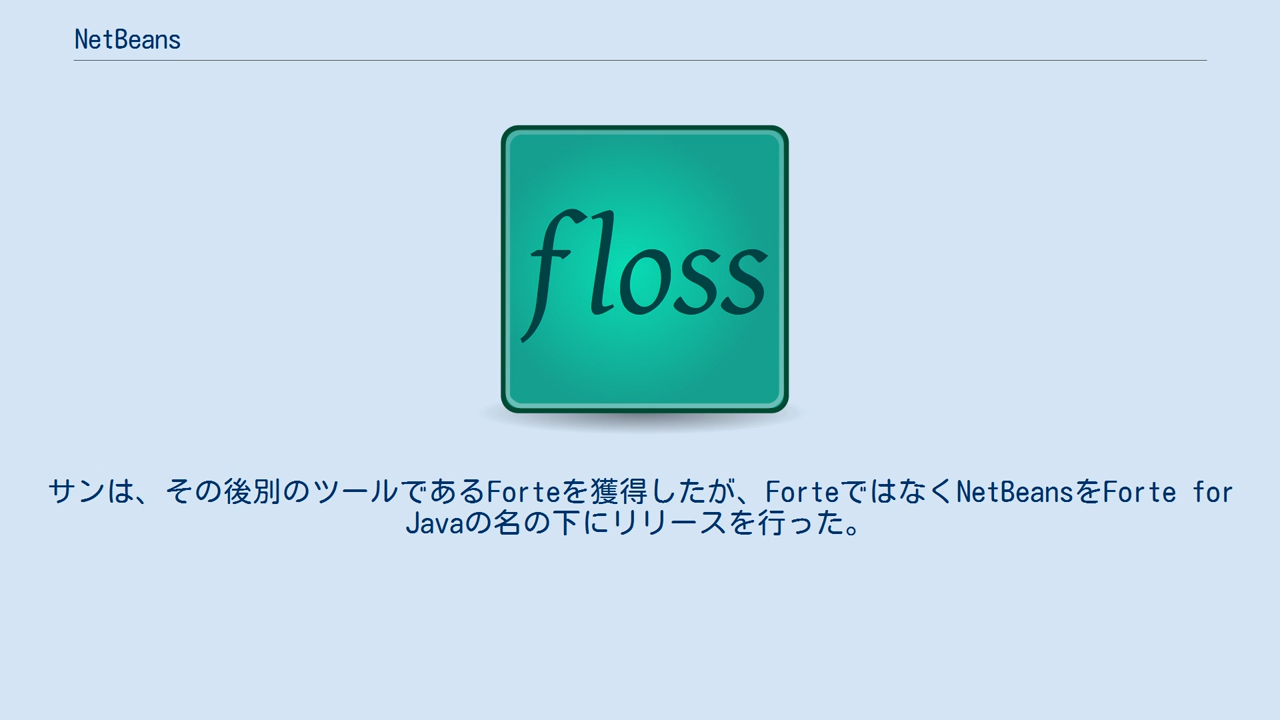 NetBeans
floss
サンは、その後別のツールであるForteを獲得したが、ForteではなくNetBeansをForte for
Javaの名の下にリリースを行った。